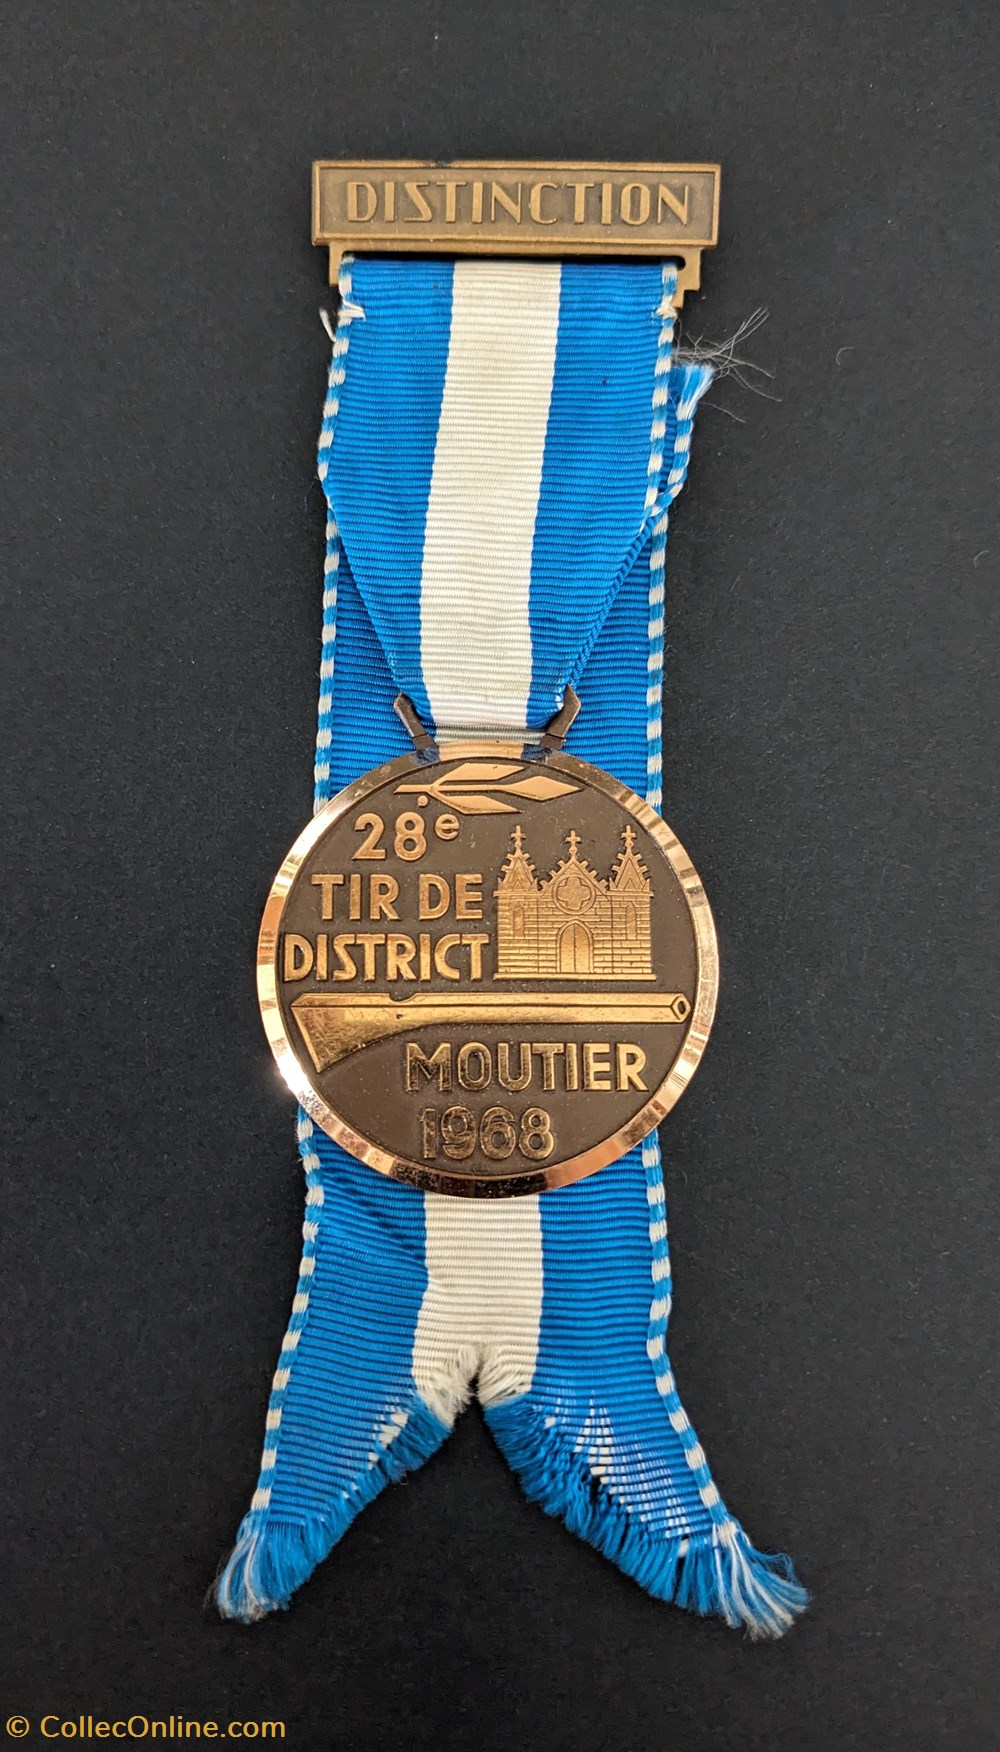 DISTINCTION
28e
TIR DE
DISTRICT
MOUTIER
1968
© CollecOnline.com